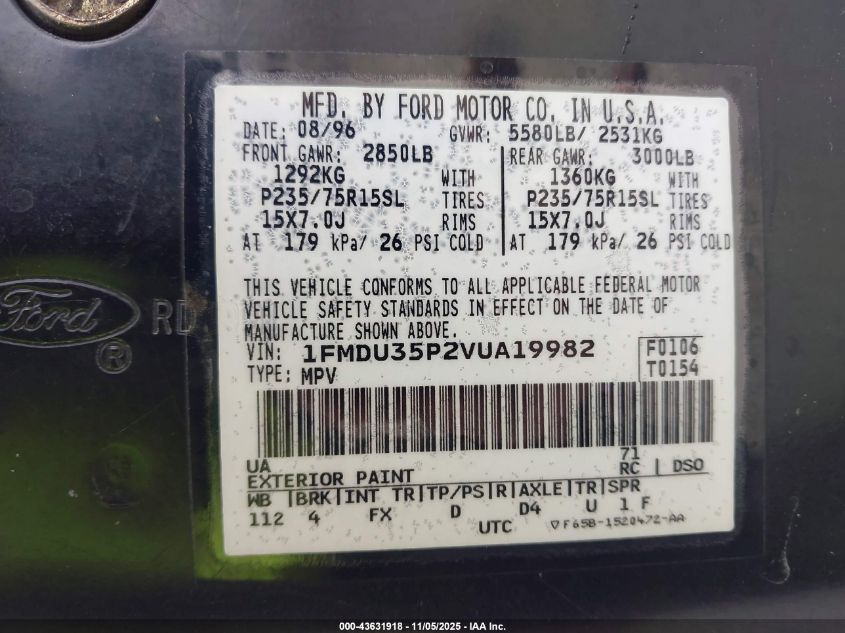 MFD. BY FORD MOTOR CO. IN U.S.A.
DATE: 08/96 GVWR: 5580LB/ 2531KG
FRONT GAWR: 2850LB REAR GAWR: 3000LB
1292KG WITH 1360KG WITH
P235/75R15SL TIRES P235/75R15SL TIRES
15X7.0J RIMS 15X7.0J RIMS
AT 179 kPa/ 26 PSI COLD AT 179 kPa/ 26 PSI COLD
THIS VEHICLE CONFORMS TO ALL APPLICABLE FEDERAL MOTOR
VEHICLE SAFETY STANDARDS IN EFFECT ON THE DATE OF
MANUFACTURE SHOWN ABOVE.
VIN: 1FMDU35P2VUA19982 F0106
TYPE: MPV T0154
Ford RD
®
UA 71
EXTERIOR PAINT RC DSO
WB BRK INT TR TP/PS R AXLE TR SPR
112 4 FX D D4 U 1 F
UTC ▽F65B-1520472-AA
000-43631918 - 11/05/2025 - IAA Inc.